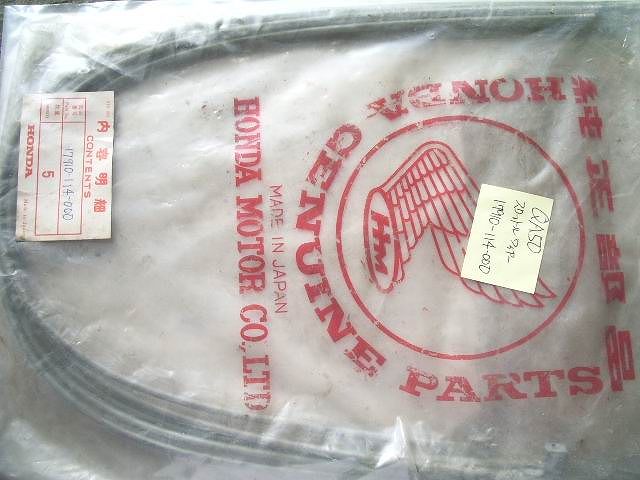 HONDA
純正部品
GENUINE PARTS
HM
MADE IN JAPAN
HONDA MOTOR CO., LTD
内容明細
CONTENTS
17910-114-000
5
HONDA
QA50
スロットルワイヤー
17910-114-000